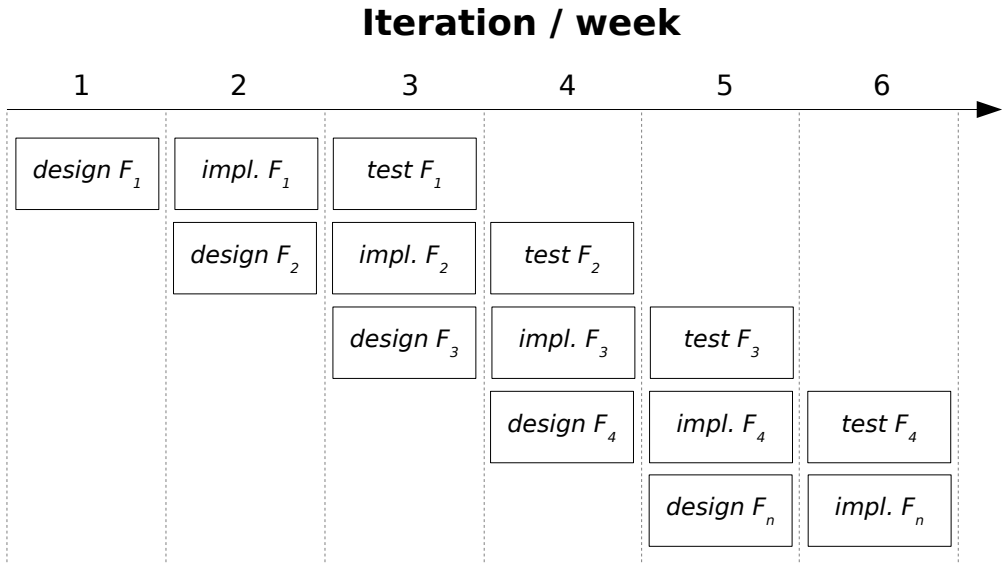 Iteration / week
1 2 3 4 5 6
design F₁ impl. F₁ test F₁
design F₂ impl. F₂ test F₂
design F₃ impl. F₃ test F₃
design F₄ impl. F₄ test F₄
design Fₙ impl. Fₙ